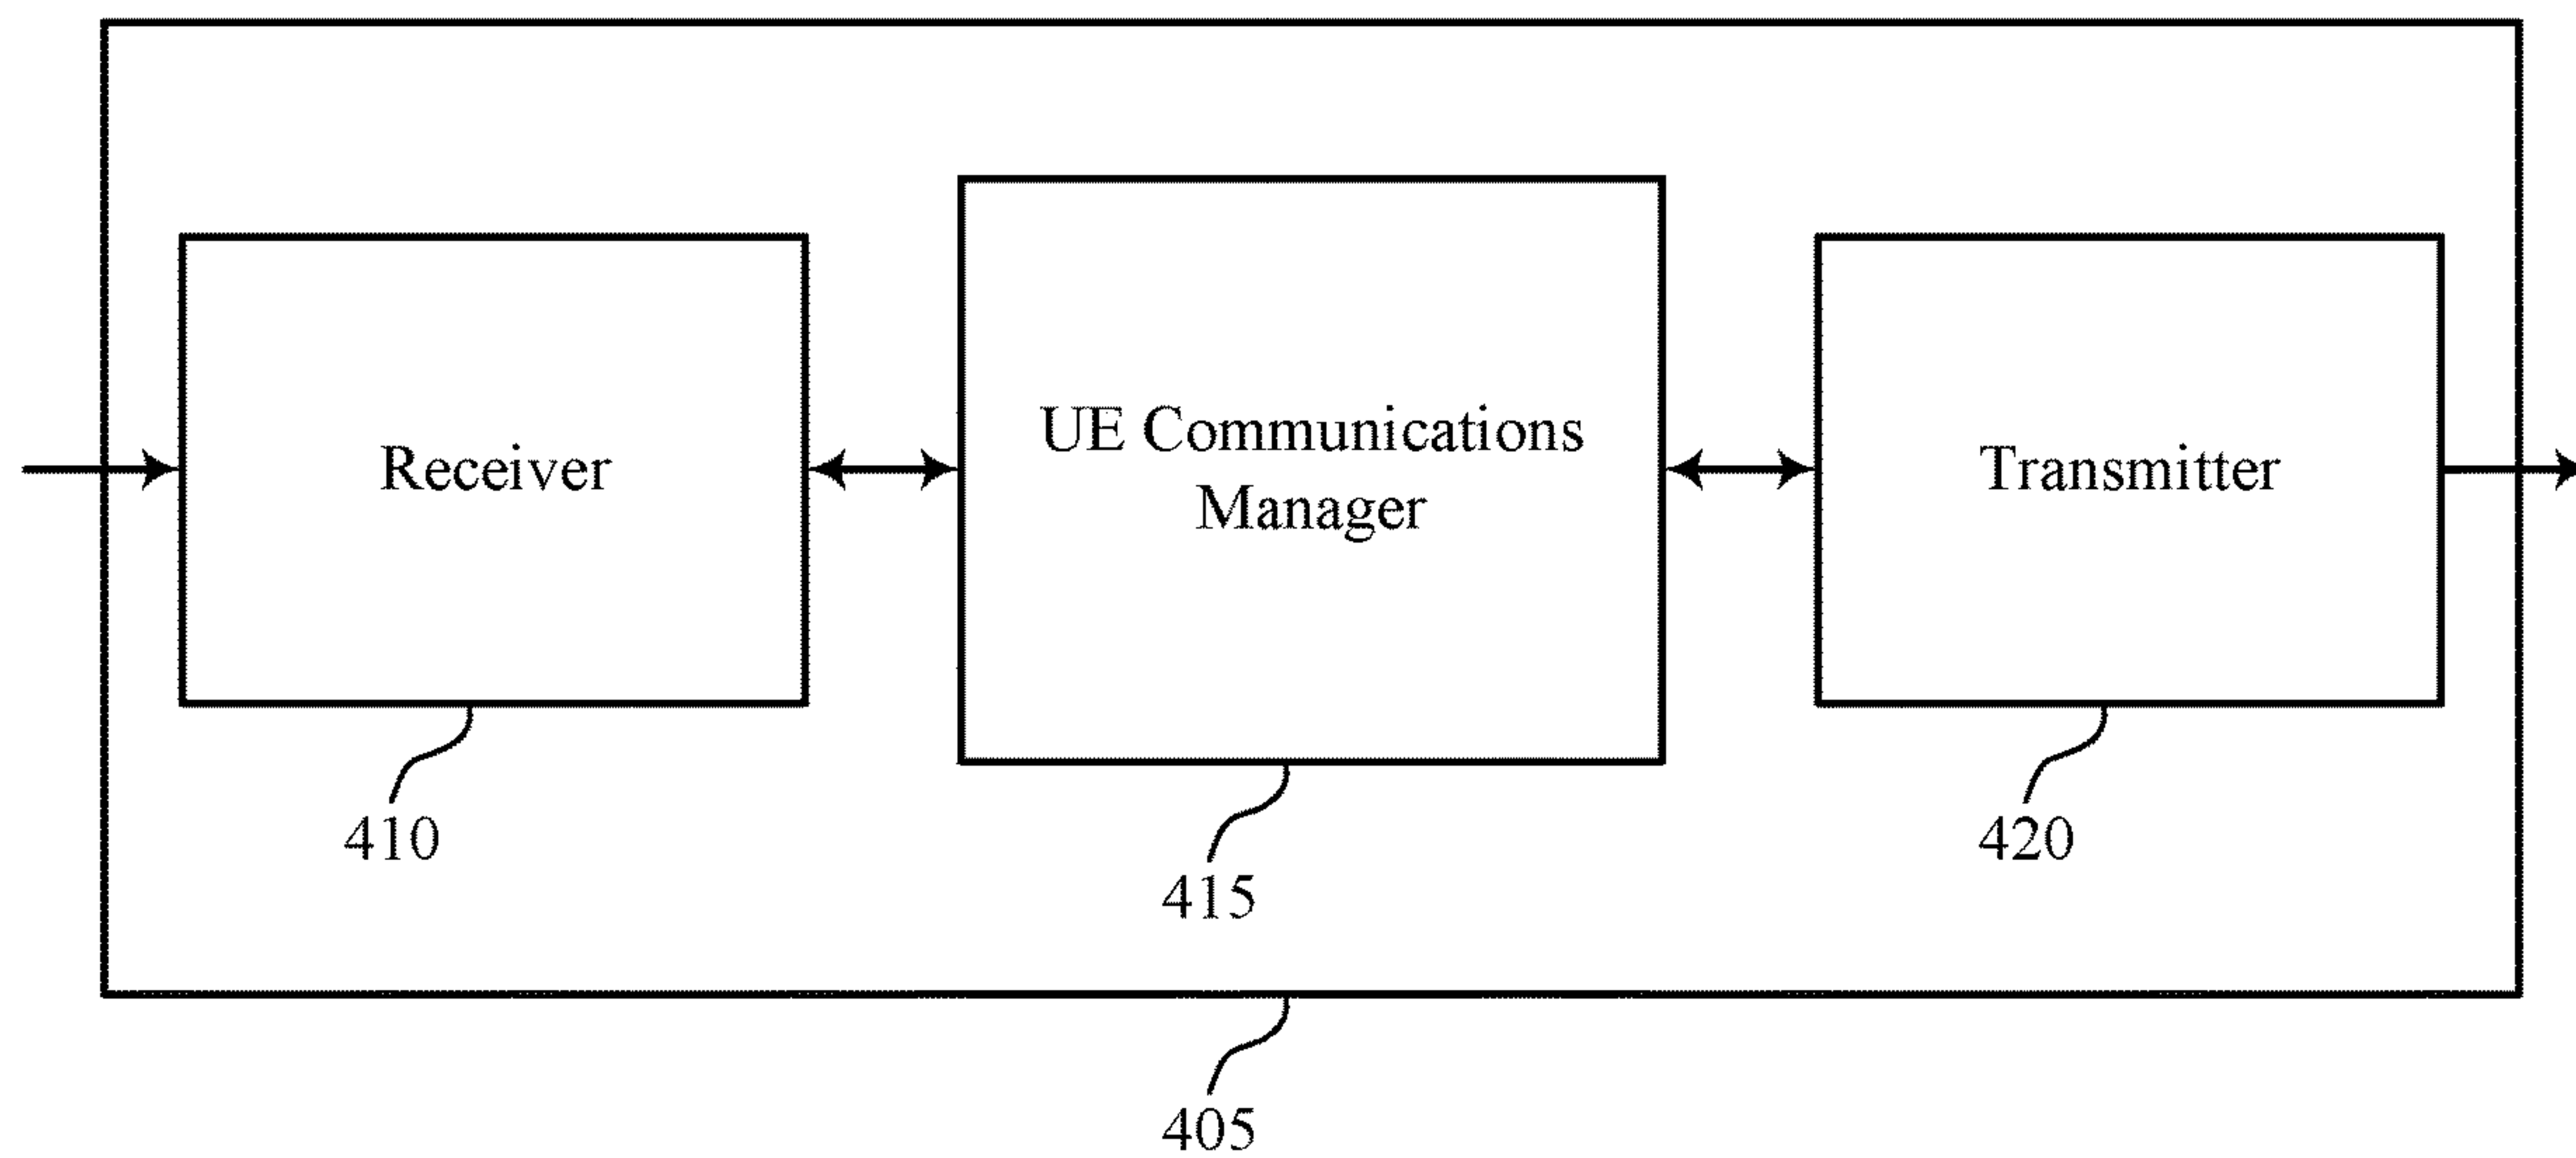 Receiver
UE Communications
Manager
Transmitter
410
415
420
405